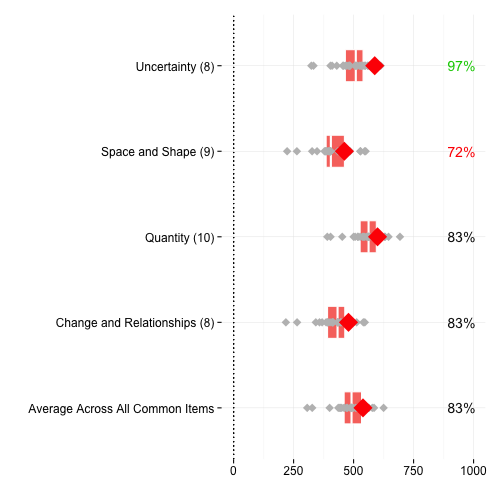 Uncertainty (8) 97%
Space and Shape (9) 72%
Quantity (10) 83%
Change and Relationships (8) 83%
Average Across All Common Items 83%
0 250 500 750 1000